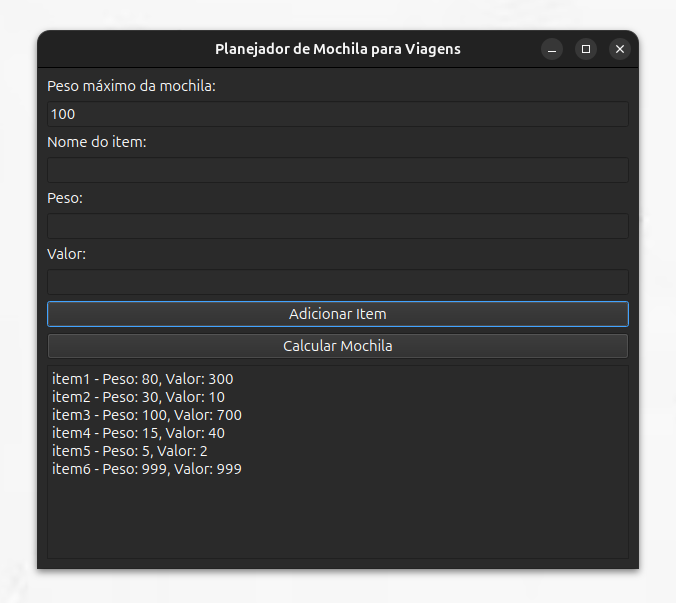 Planejador de Mochila para Viagens
Peso máximo da mochila:
100
Nome do item:
Peso:
Valor:
Adicionar Item
Calcular Mochila
item1 - Peso: 80, Valor: 300
item2 - Peso: 30, Valor: 10
item3 - Peso: 100, Valor: 700
item4 - Peso: 15, Valor: 40
item5 - Peso: 5, Valor: 2
item6 - Peso: 999, Valor: 999